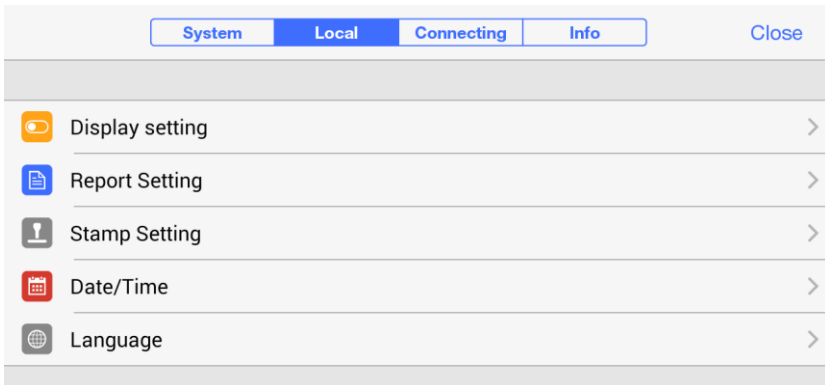 System Local Connecting Info Close
Display setting
Report Setting
Stamp Setting
Date/Time
Language